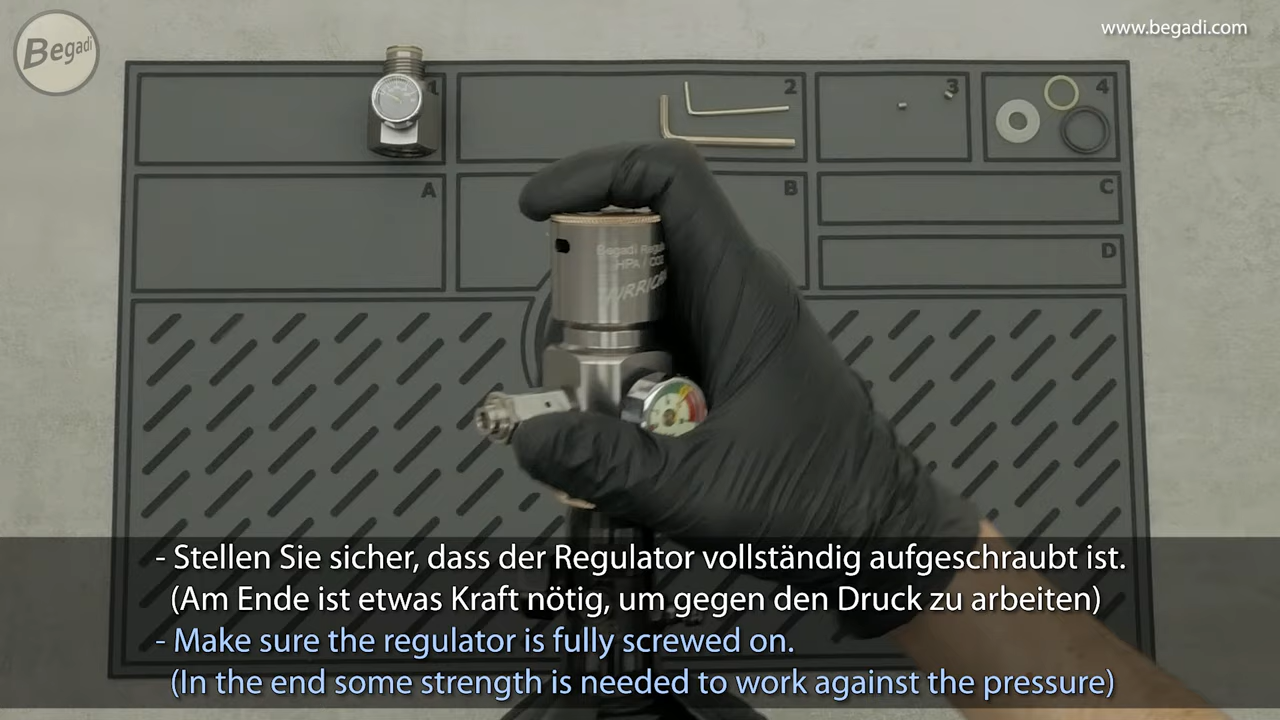 Begadi
www.begadi.com
1
2
3
4
A
B
C
D
Begadi
HPA /
- Stellen Sie sicher, dass der Regulator vollständig aufgeschraubt ist.
(Am Ende ist etwas Kraft nötig, um gegen den Druck zu arbeiten)
- Make sure the regulator is fully screwed on.
(In the end some strength is needed to work against the pressure)